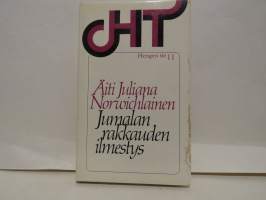 HT
Hengen tie 11
Äiti Juliana
Norwichlainen
Jumalan
rakkauden
ilmestys